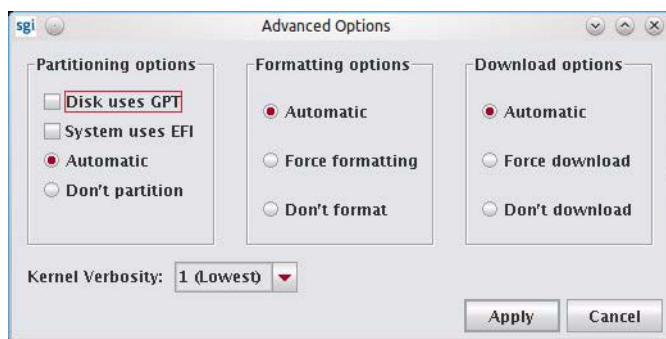 sgi
Advanced Options
Partitioning options
Disk uses GPT
System uses EFI
Automatic
Don't partition
Formatting options
Automatic
Force formatting
Don't format
Download options
Automatic
Force download
Don't download
Kernel Verbosity: 1 (Lowest)
Apply
Cancel